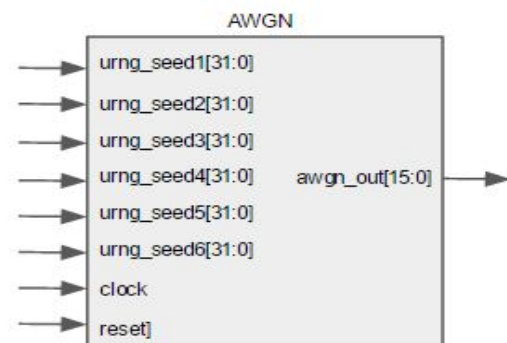 AWGN
urng_seed1[31:0]
urng_seed2[31:0]
urng_seed3[31:0]
urng_seed4[31:0] awgn_out[15:0]
urng_seed5[31:0]
urng_seed6[31:0]
clock
reset]